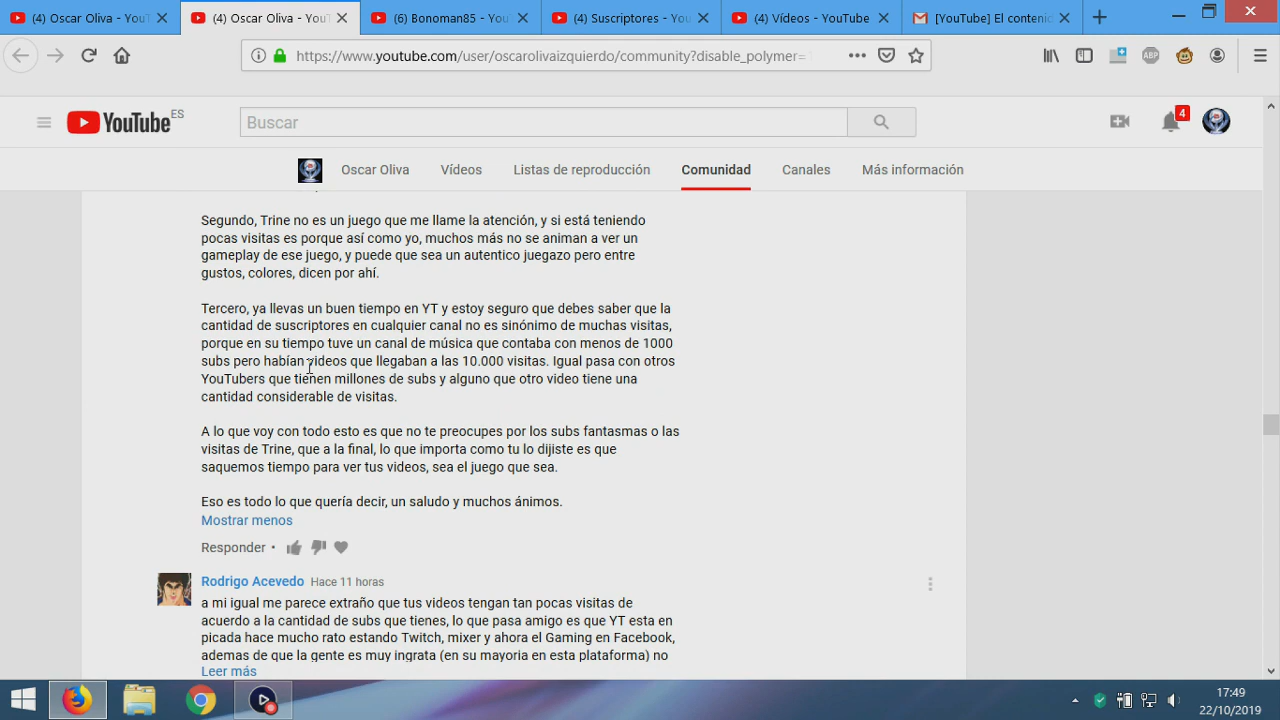 (4) Oscar Oliva - You
(4) Oscar Oliva - YouT
(6) Bonoman85 - You
(4) Suscriptores - You
(4) Vídeos - YouTube
[YouTube] El contenid
https://www.youtube.com/user/oscarolivaizquierdo/community?disable_polymer=
ABP
YouTube ES
Buscar
4
Oscar Oliva
Vídeos
Listas de reproducción
Comunidad
Canales
Más información
Segundo, Trine no es un juego que me llame la atención, y si está teniendo
pocas visitas es porque así como yo, muchos más no se animan a ver un
gameplay de ese juego, y puede que sea un autentico juegazo pero entre
gustos, colores, dicen por ahí.
Tercero, ya llevas un buen tiempo en YT y estoy seguro que debes saber que la
cantidad de suscriptores en cualquier canal no es sinónimo de muchas visitas,
porque en su tiempo tuve un canal de música que contaba con menos de 1000
subs pero habían videos que llegaban a las 10.000 visitas. Igual pasa con otros
YouTubers que tienen millones de subs y alguno que otro video tiene una
cantidad considerable de visitas.
A lo que voy con todo esto es que no te preocupes por los subs fantasmas o las
visitas de Trine, que a la final, lo que importa como tu lo dijiste es que
saquemos tiempo para ver tus videos, sea el juego que sea.
Eso es todo lo que quería decir, un saludo y muchos ánimos.
Mostrar menos
Responder •
Rodrigo Acevedo Hace 11 horas
a mi igual me parece extraño que tus videos tengan tan pocas visitas de
acuerdo a la cantidad de subs que tienes, lo que pasa amigo es que YT esta en
picada hace mucho rato estando Twitch, mixer y ahora el Gaming en Facebook,
ademas de que la gente es muy ingrata (en su mayoria en esta plataforma) no
Leer más
17:49
22/10/2019